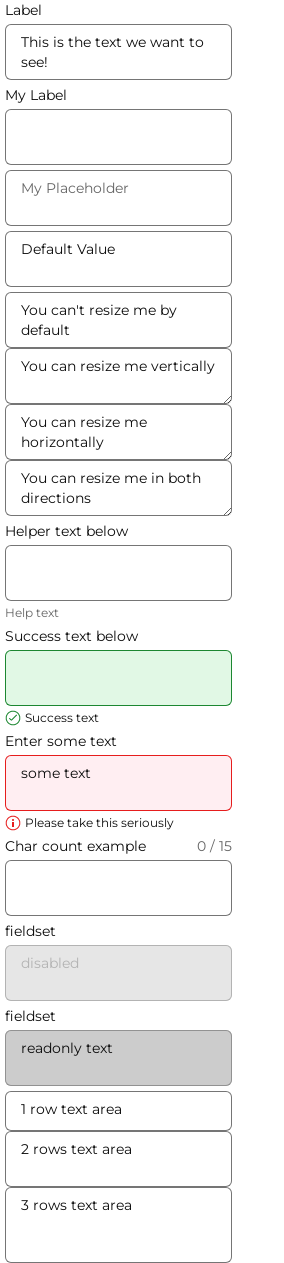 Label
This is the text we want to
see!
My Label
My Placeholder
Default Value
You can't resize me by
default
You can resize me vertically
You can resize me
horizontally
You can resize me in both
directions
Helper text below
Help text
Success text below
Success text
Enter some text
some text
Please take this seriously
Char count example 0 / 15
fieldset
disabled
fieldset
readonly text
1 row text area
2 rows text area
3 rows text area